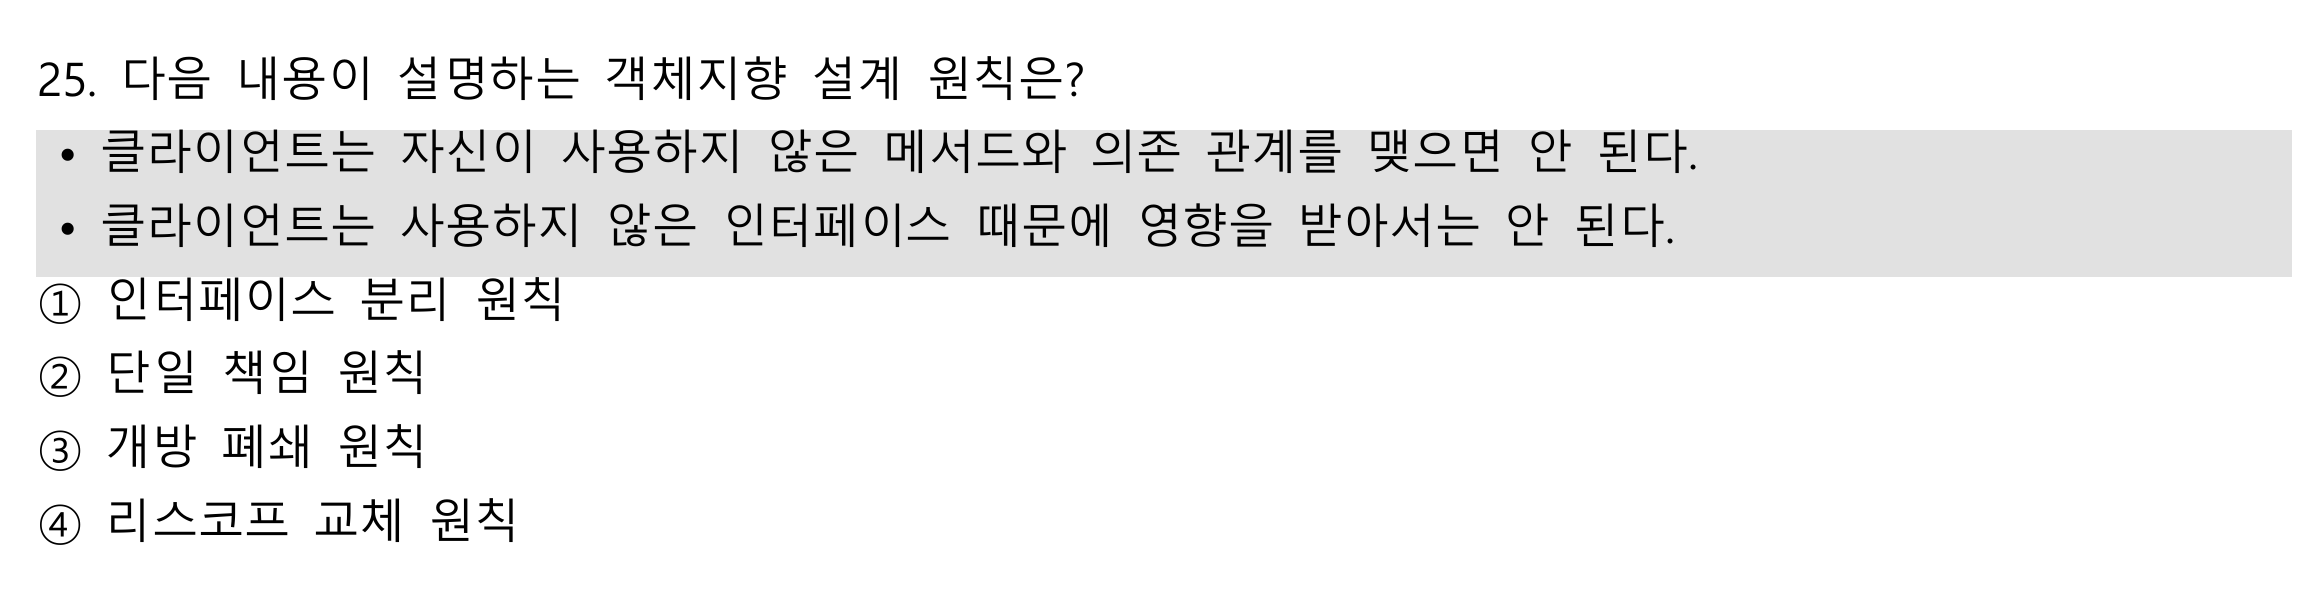 25. 다음 내용이 설명하는 객체지향 설계 원칙은?
• 클라이언트는 자신이 사용하지 않은 메서드와 의존 관계를 맺으면 안 된다.
• 클라이언트는 사용하지 않은 인터페이스 때문에 영향을 받아서는 안 된다.
① 인터페이스 분리 원칙
② 단일 책임 원칙
③ 개방 폐쇄 원칙
④ 리스코프 교체 원칙